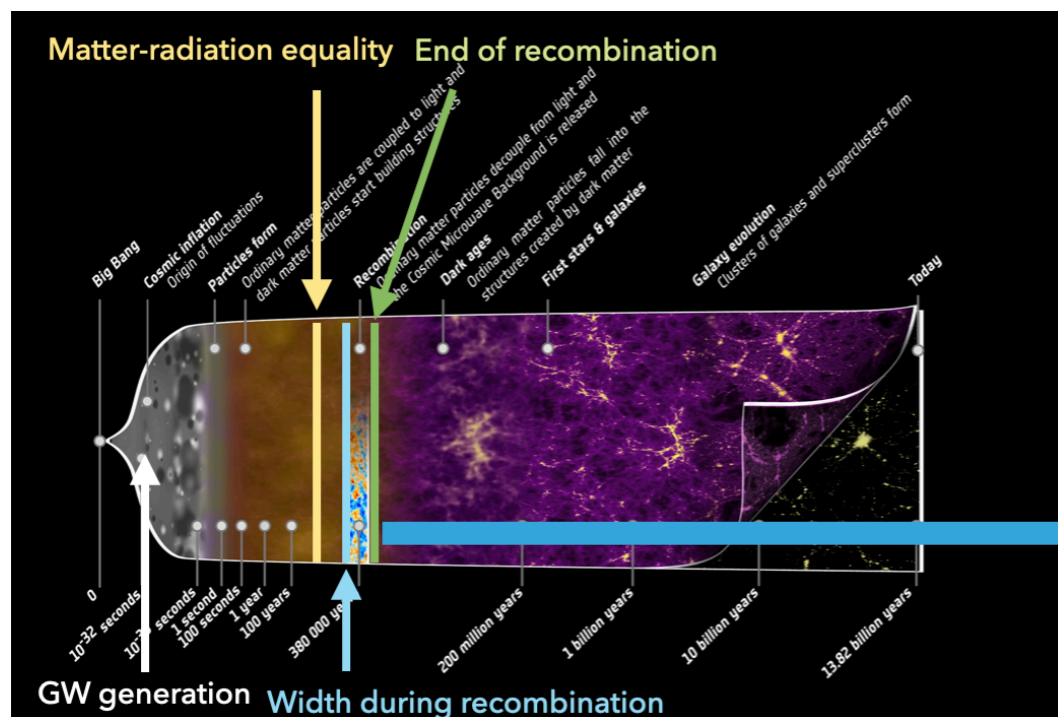 Matter-radiation equality
End of recombination
Big Bang
Cosmic inflation
Origin of fluctuations
Particles form
Ordinary matter particles are coupled to light and
dark matter particles start building structures
Recombination
Ordinary matter particles decouple from light and
the Cosmic Microwave Background is released
Dark ages
Ordinary matter particles fall into the
structures created by dark matter
First stars & galaxies
Galaxy evolution
Clusters of galaxies and superclusters form
Today
0
10-32 seconds
seconds
1 second
100 seconds
1 year
100 years
380 000
200 million years
1 billion years
10 billion years
13.82 billion years
GW generation
Width during recombination